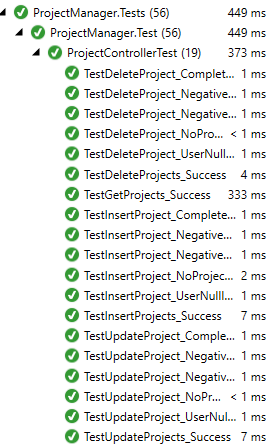 ProjectManager.Tests (56) 449 ms
ProjectManager.Test (56) 449 ms
ProjectControllerTest (19) 373 ms
TestDeleteProject_Complet... 1 ms
TestDeleteProject_Negative... 1 ms
TestDeleteProject_Negative... 1 ms
TestDeleteProject_NoPro... < 1 ms
TestDeleteProject_UserNull... 1 ms
TestDeleteProjects_Success 4 ms
TestGetProjects_Success 333 ms
TestInsertProject_Complete... 1 ms
TestInsertProject_Negative... 1 ms
TestInsertProject_Negative... 1 ms
TestInsertProject_NoProjec... 2 ms
TestInsertProject_UserNulll... 1 ms
TestInsertProjects_Success 7 ms
TestUpdateProject_Comple... 1 ms
TestUpdateProject_Negativ... 1 ms
TestUpdateProject_Negativ... 1 ms
TestUpdateProject_NoPr... < 1 ms
TestUpdateProject_UserNul... 1 ms
TestUpdateProjects_Success 7 ms